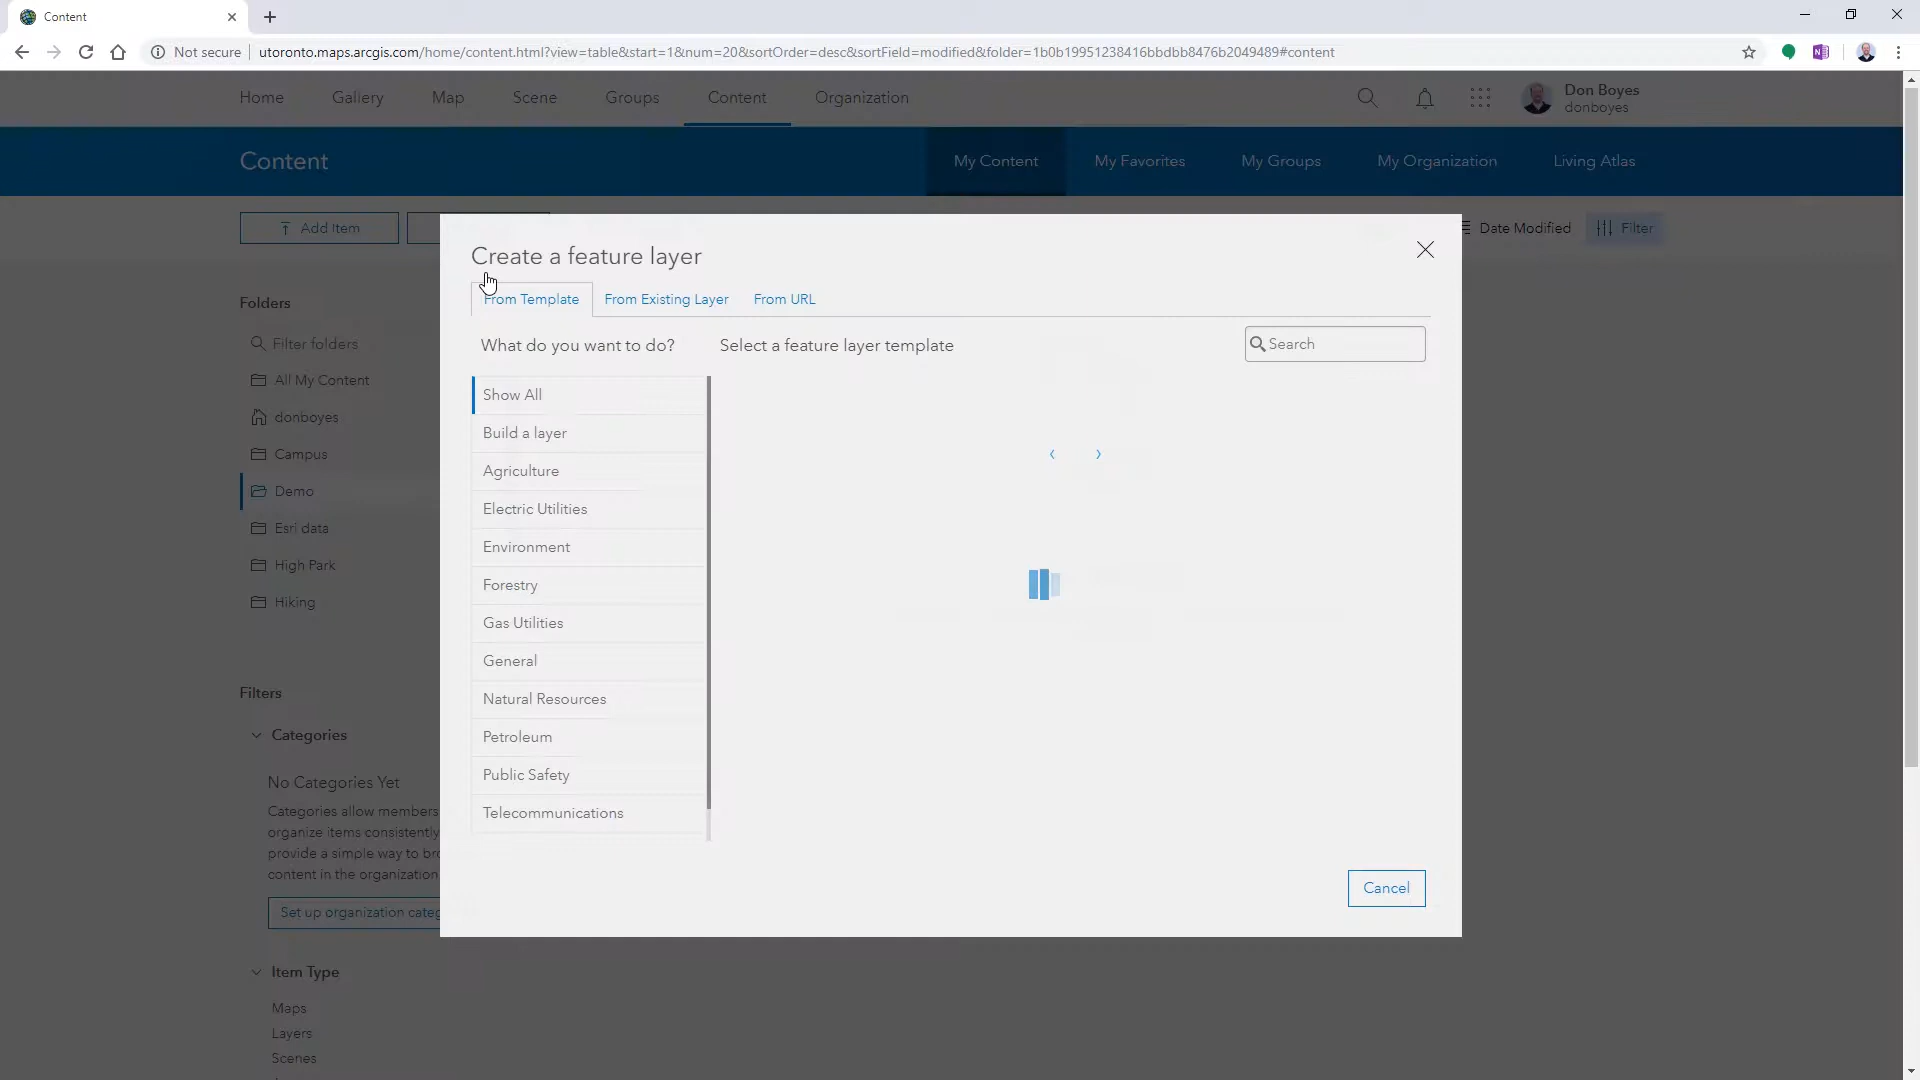 Content
Not secure
utoronto.maps.arcgis.com/home/content.html?view=table&start=1&num=20&sortOrder=desc&sortField=modified&folder=1b0b19951238416bbdbb8476b2049489#content
Home Gallery Map Scene Groups Content Organization
Don Boyes
donboyes
Content
My Content My Favorites My Groups My Organization Living Atlas
Add Item
Date Modified Filter
Create a feature layer
From Template From Existing Layer From URL
What do you want to do?
Select a feature layer template
Search
Show All
Build a layer
Agriculture
Electric Utilities
Environment
Forestry
Gas Utilities
General
Natural Resources
Petroleum
Public Safety
Telecommunications
Cancel
Folders
Filter folders
All My Content
donboyes
Campus
Demo
Esri data
High Park
Hiking
Filters
Categories
No Categories Yet
Categories allow members
organize items consistently
provide a simple way to
content in the organization
Set up organization
Item Type
Maps
Layers
Scenes